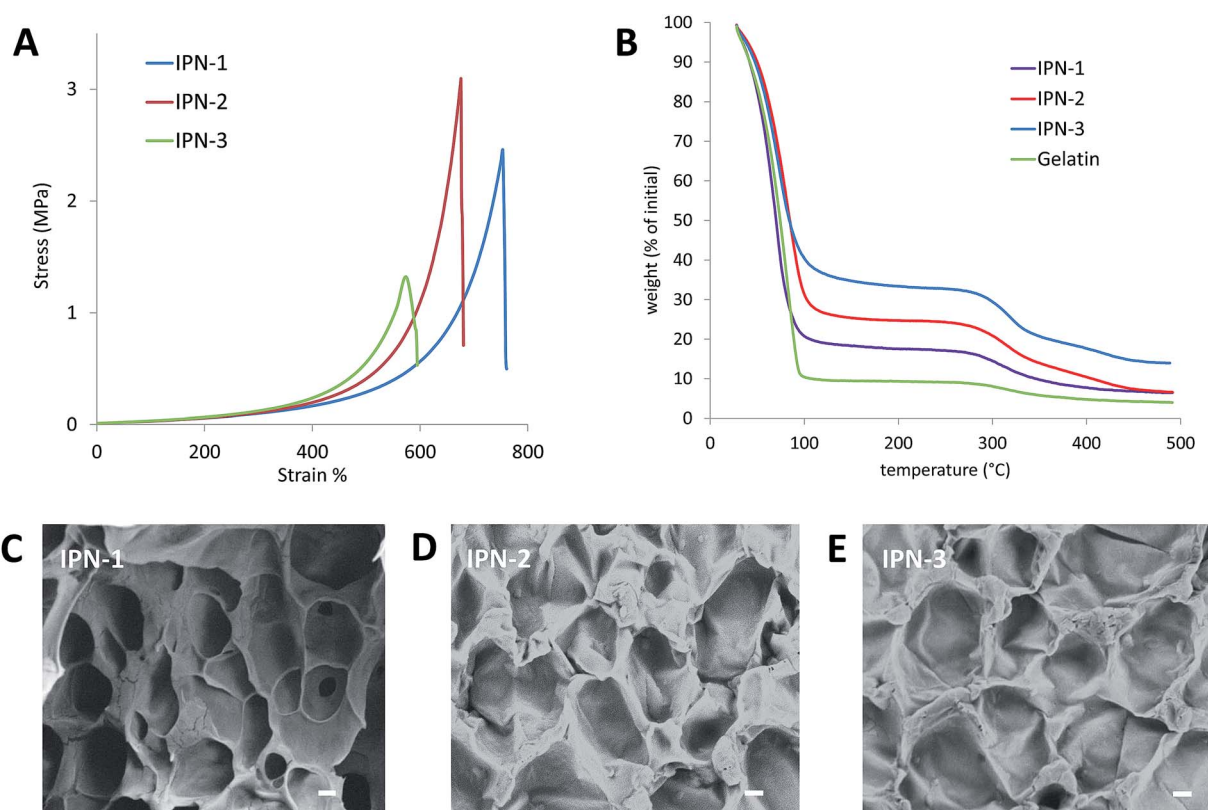 A
IPN-1
IPN-2
IPN-3
Stress (MPa)
3
2
1
0
0 200 400 600 800
Strain %
B
IPN-1
IPN-2
IPN-3
Gelatin
weight (% of initial)
100
90
80
70
60
50
40
30
20
10
0
0 100 200 300 400 500
temperature (°C)
C
IPN-1
D
IPN-2
E
IPN-3